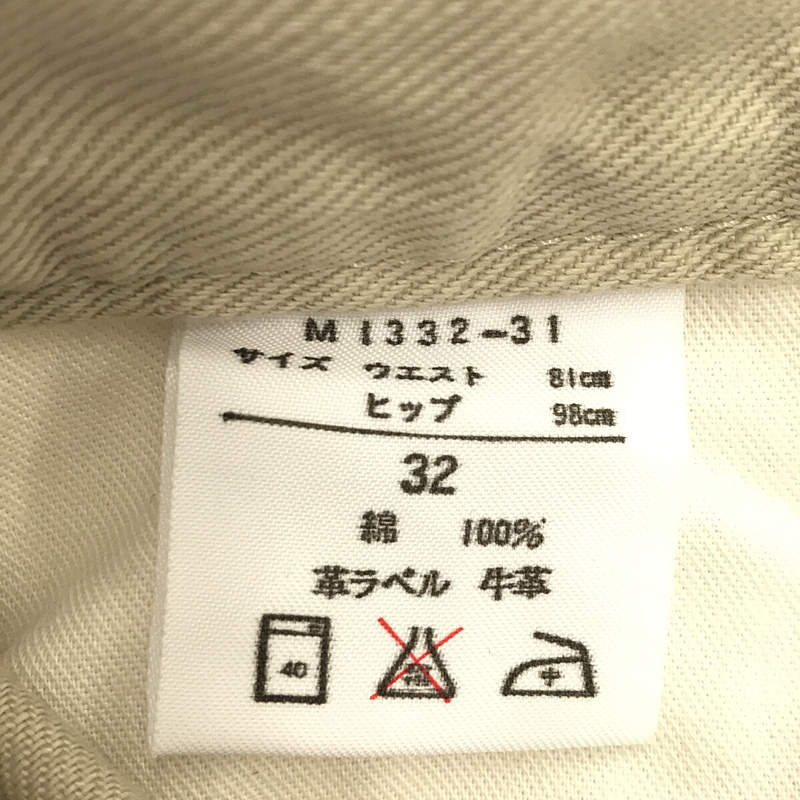 M1332-31
サイズ ウエスト 81cm
ヒップ 98cm
32
綿 100%
革ラベル 牛革
40
中